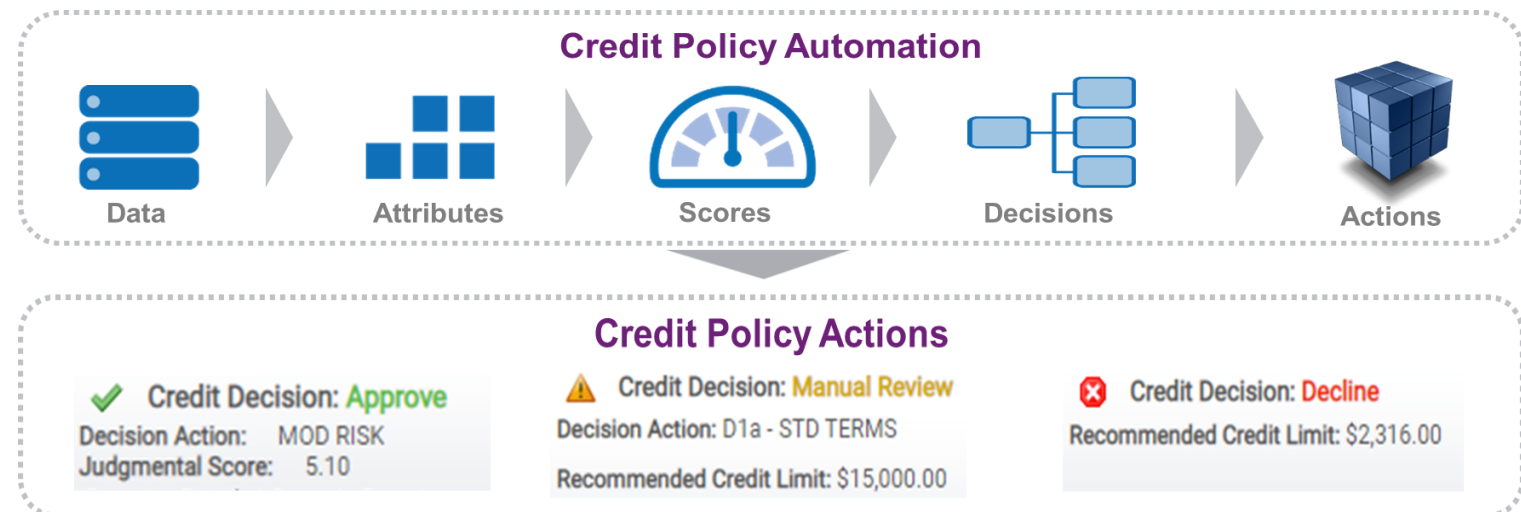 Credit Policy Automation
Data
Attributes
Scores
Decisions
Actions
Credit Policy Actions
Credit Decision: Approve
Decision Action: MOD RISK
Judgmental Score: 5.10
Credit Decision: Manual Review
Decision Action: D1a - STD TERMS
Recommended Credit Limit: $15,000.00
Credit Decision: Decline
Recommended Credit Limit: $2,316.00